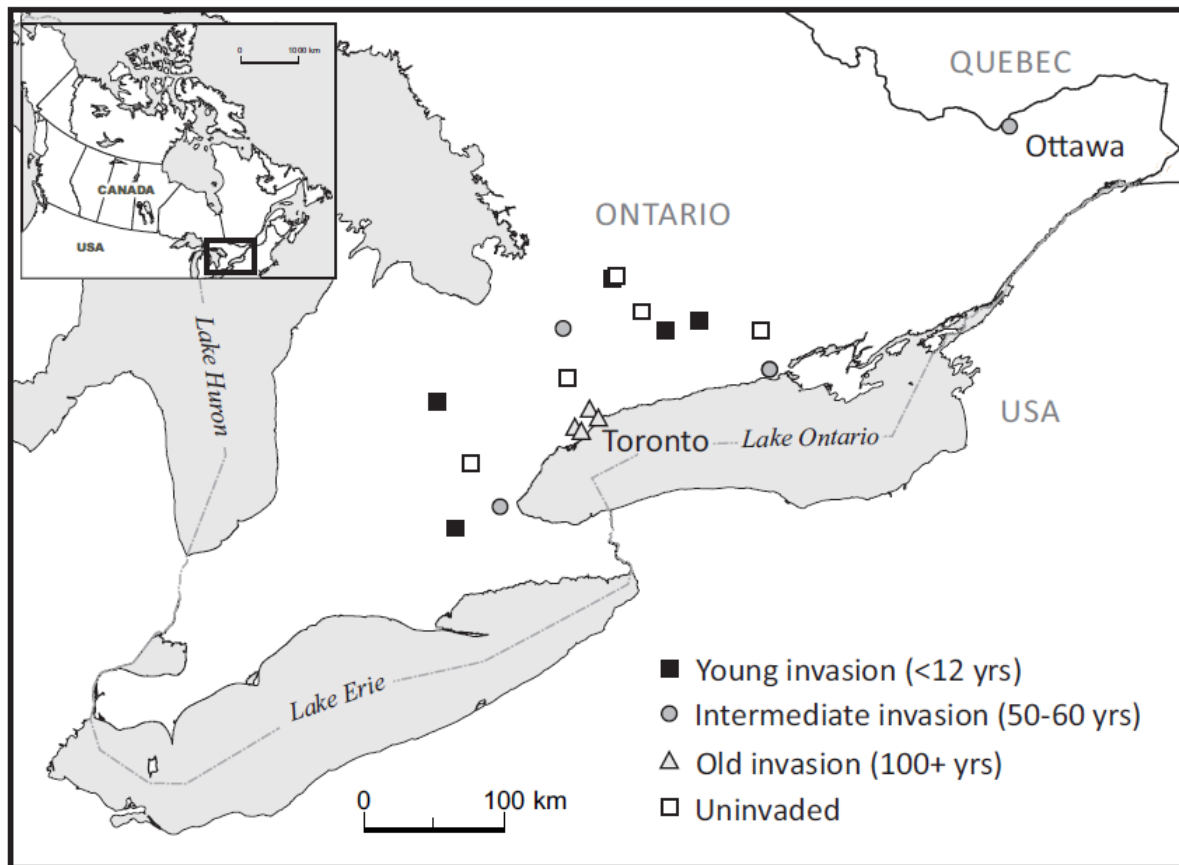 0 1000 km
CANADA
USA
QUEBEC
Ottawa
ONTARIO
Lake Huron
USA
Toronto
Lake Ontario
Lake Erie
Young invasion (<12 yrs)
Intermediate invasion (50-60 yrs)
Old invasion (100+ yrs)
Uninvaded
0 100 km